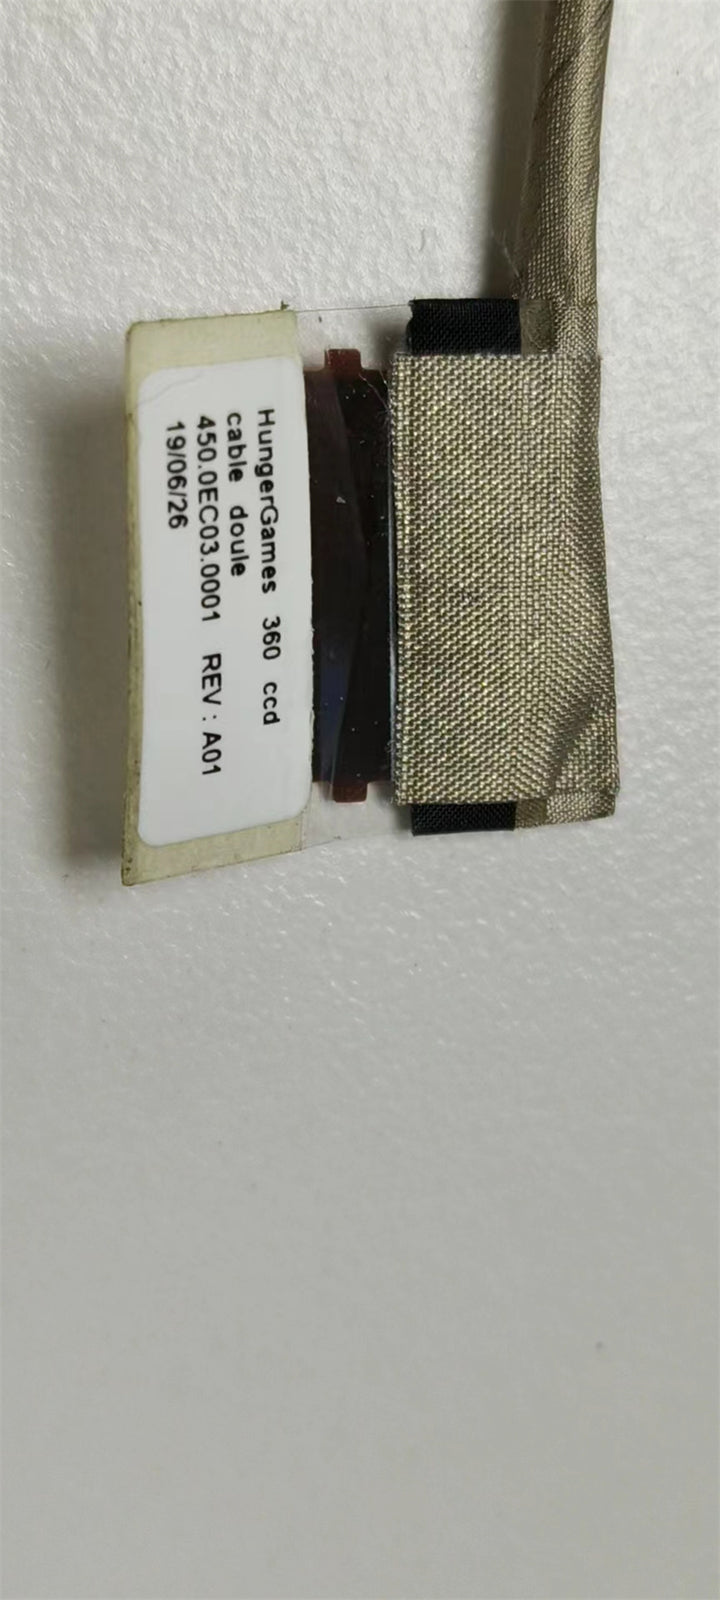 HungerGames 360 ccd
cable doule
450.0EC03.0001 REV : A01
19/06/26